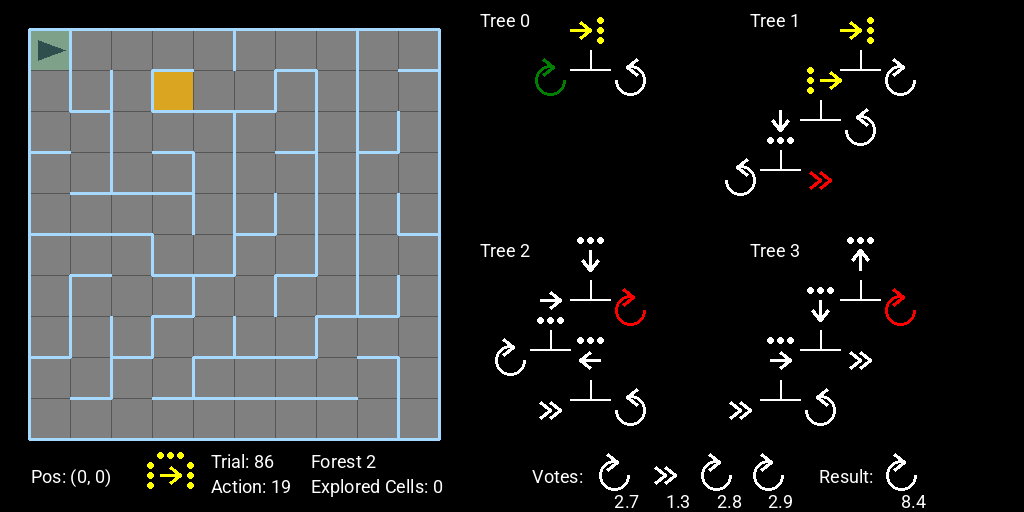 Tree 0
Tree 1
Tree 2
Tree 3
Pos: (0, 0)
Trial: 86
Forest 2
Action: 19
Explored Cells: 0
Votes:
2.7
1.3
2.8
2.9
Result:
8.4